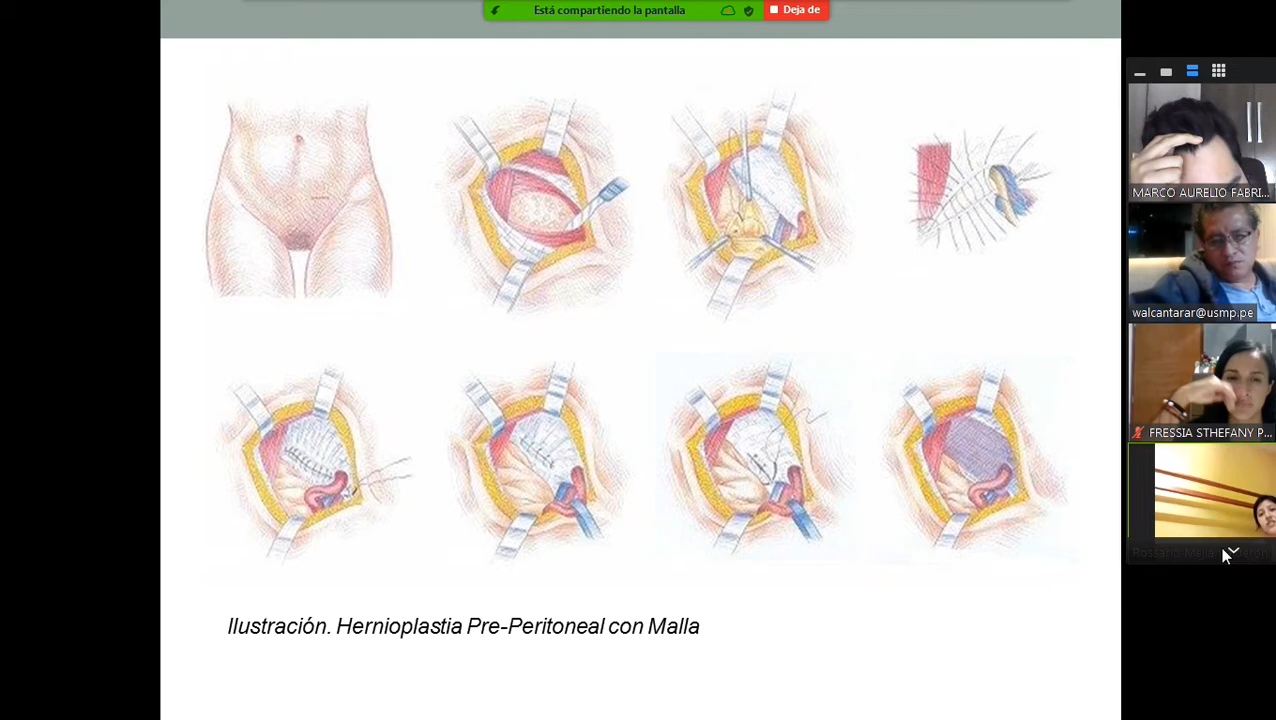 Está compartiendo la pantalla
Deja de
MARCO AURELIO FABRI...
walcantarar@usmp.pe
FRESSIA STHEFANY P...
Ilustración. Hernioplastia Pre-Peritoneal con Malla